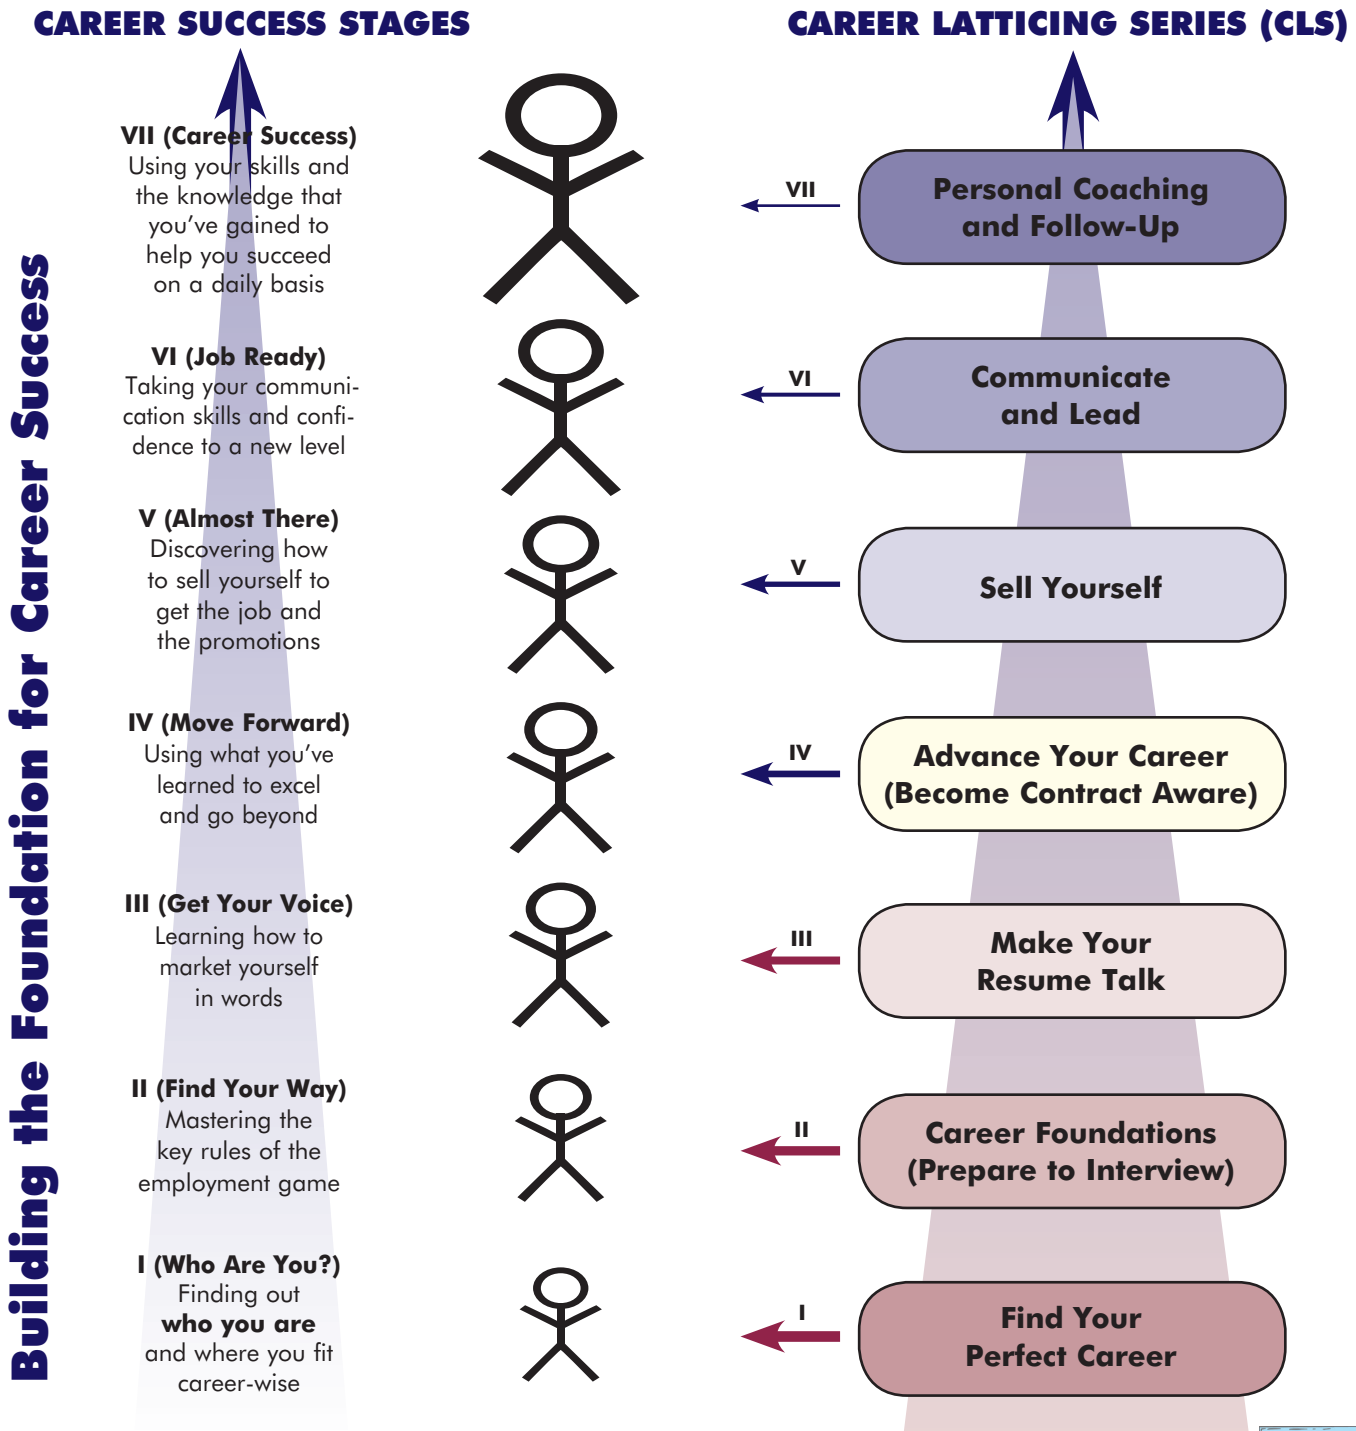 CAREER SUCCESS STAGES
CAREER LATTICING SERIES (CLS)
Building the Foundation for Career Success
VII (Career Success)
Using your skills and
the knowledge that
you've gained to
help you succeed
on a daily basis
VII
Personal Coaching
and Follow-Up
VI (Job Ready)
Taking your communi-
cation skills and confi-
dence to a new level
VI
Communicate
and Lead
V (Almost There)
Discovering how
to sell yourself to
get the job and
the promotions
V
Sell Yourself
IV (Move Forward)
Using what you've
learned to excel
and go beyond
IV
Advance Your Career
(Become Contract Aware)
III (Get Your Voice)
Learning how to
market yourself
in words
III
Make Your
Resume Talk
II (Find Your Way)
Mastering the
key rules of the
employment game
II
Career Foundations
(Prepare to Interview)
I (Who Are You?)
Finding out
who you are
and where you fit
career-wise
I
Find Your
Perfect Career